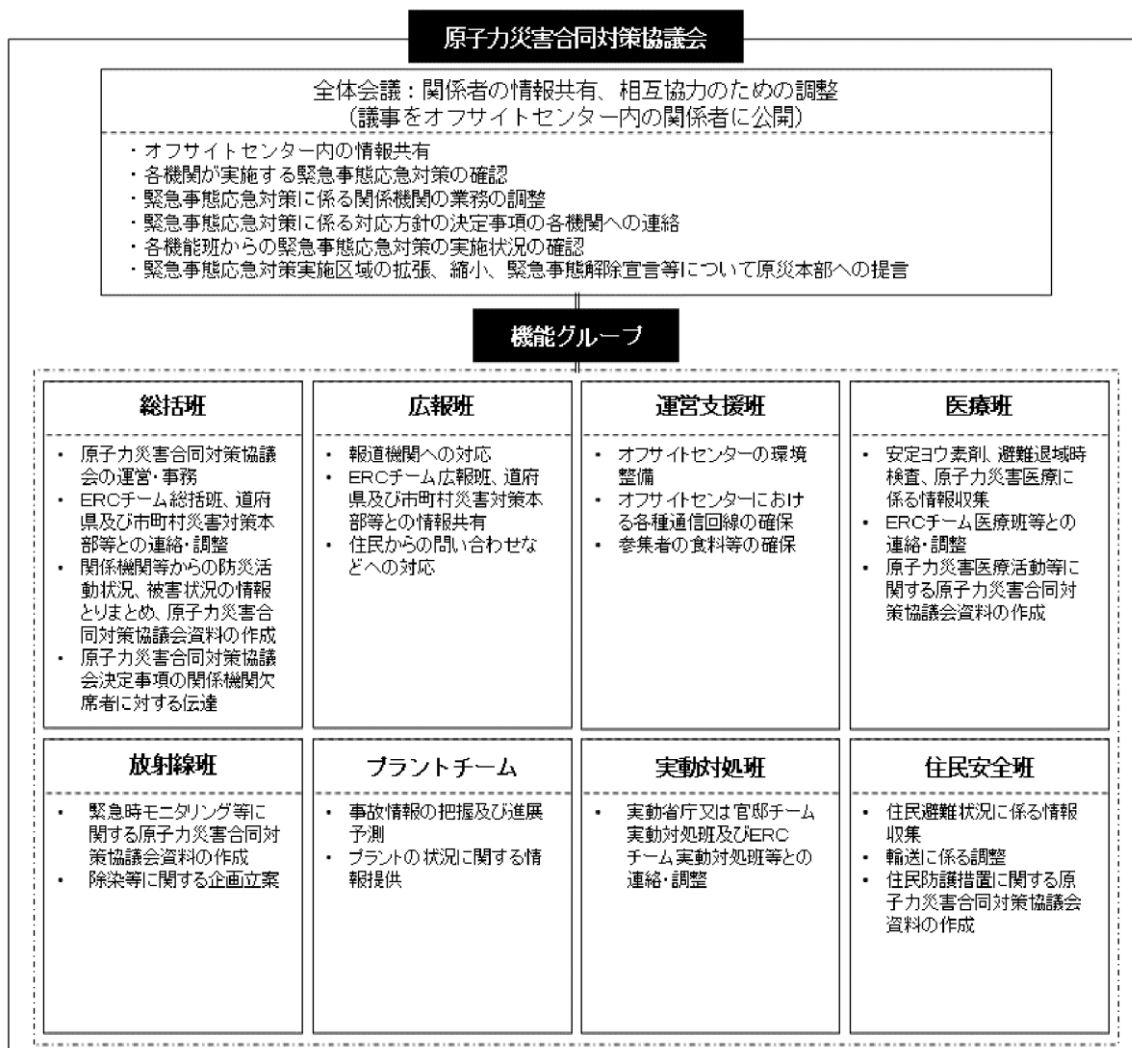 原子力災害合同対策協議会
全体会議：関係者の情報共有、相互協力のための調整
（議事をオフサイトセンター内の関係者に公開）
・オフサイトセンター内の情報共有
・各機関が実施する緊急事態応急対策の確認
・緊急事態応急対策に係る関係機関の業務の調整
・緊急事態応急対策に係る対応方針の決定事項の各機関への連絡
・各機能班からの緊急事態応急対策の実施状況の確認
・緊急事態応急対策実施区域の拡張、縮小、緊急事態解除宣言等について原災本部への提言
機能グループ
総括班
• 原子力災害合同対策協議
会の運営・事務
• ERCチーム総括班、道府
県及び市町村災害対策本
部等との連絡・調整
• 関係機関等からの防災活
動状況、被害状況の情報
とりまとめ、原子力災害合
同対策協議会資料の作成
• 原子力災害合同対策協議
会決定事項の関係機関欠
席者に対する伝達
広報班
• 報道機関への対応
• ERCチーム広報班、道府
県及び市町村災害対策本
部等との情報共有
• 住民からの問い合わせな
どへの対応
運営支援班
• オフサイトセンターの環境
整備
• オフサイトセンターにおけ
る各種通信回線の確保
• 参集者の食料等の確保
医療班
• 安定ヨウ素剤、避難退域時
検査、原子力災害医療に
係る情報収集
• ERCチーム医療班等との
連絡・調整
• 原子力災害医療活動等に
関する原子力災害合同対
策協議会資料の作成
放射線班
• 緊急時モニタリング等に
関する原子力災害合同対
策協議会資料の作成
• 除染等に関する企画立案
プラントチーム
• 事故情報の把握及び進展
予測
• プラントの状況に関する情
報提供
実動対処班
• 実動省庁又は官邸チーム
実動対処班及びERC
チーム実動対処班等との
連絡・調整
住民安全班
• 住民避難状況に係る情報
収集
• 輸送に係る調整
• 住民防護措置に関する原
子力災害合同対策協議会
資料の作成